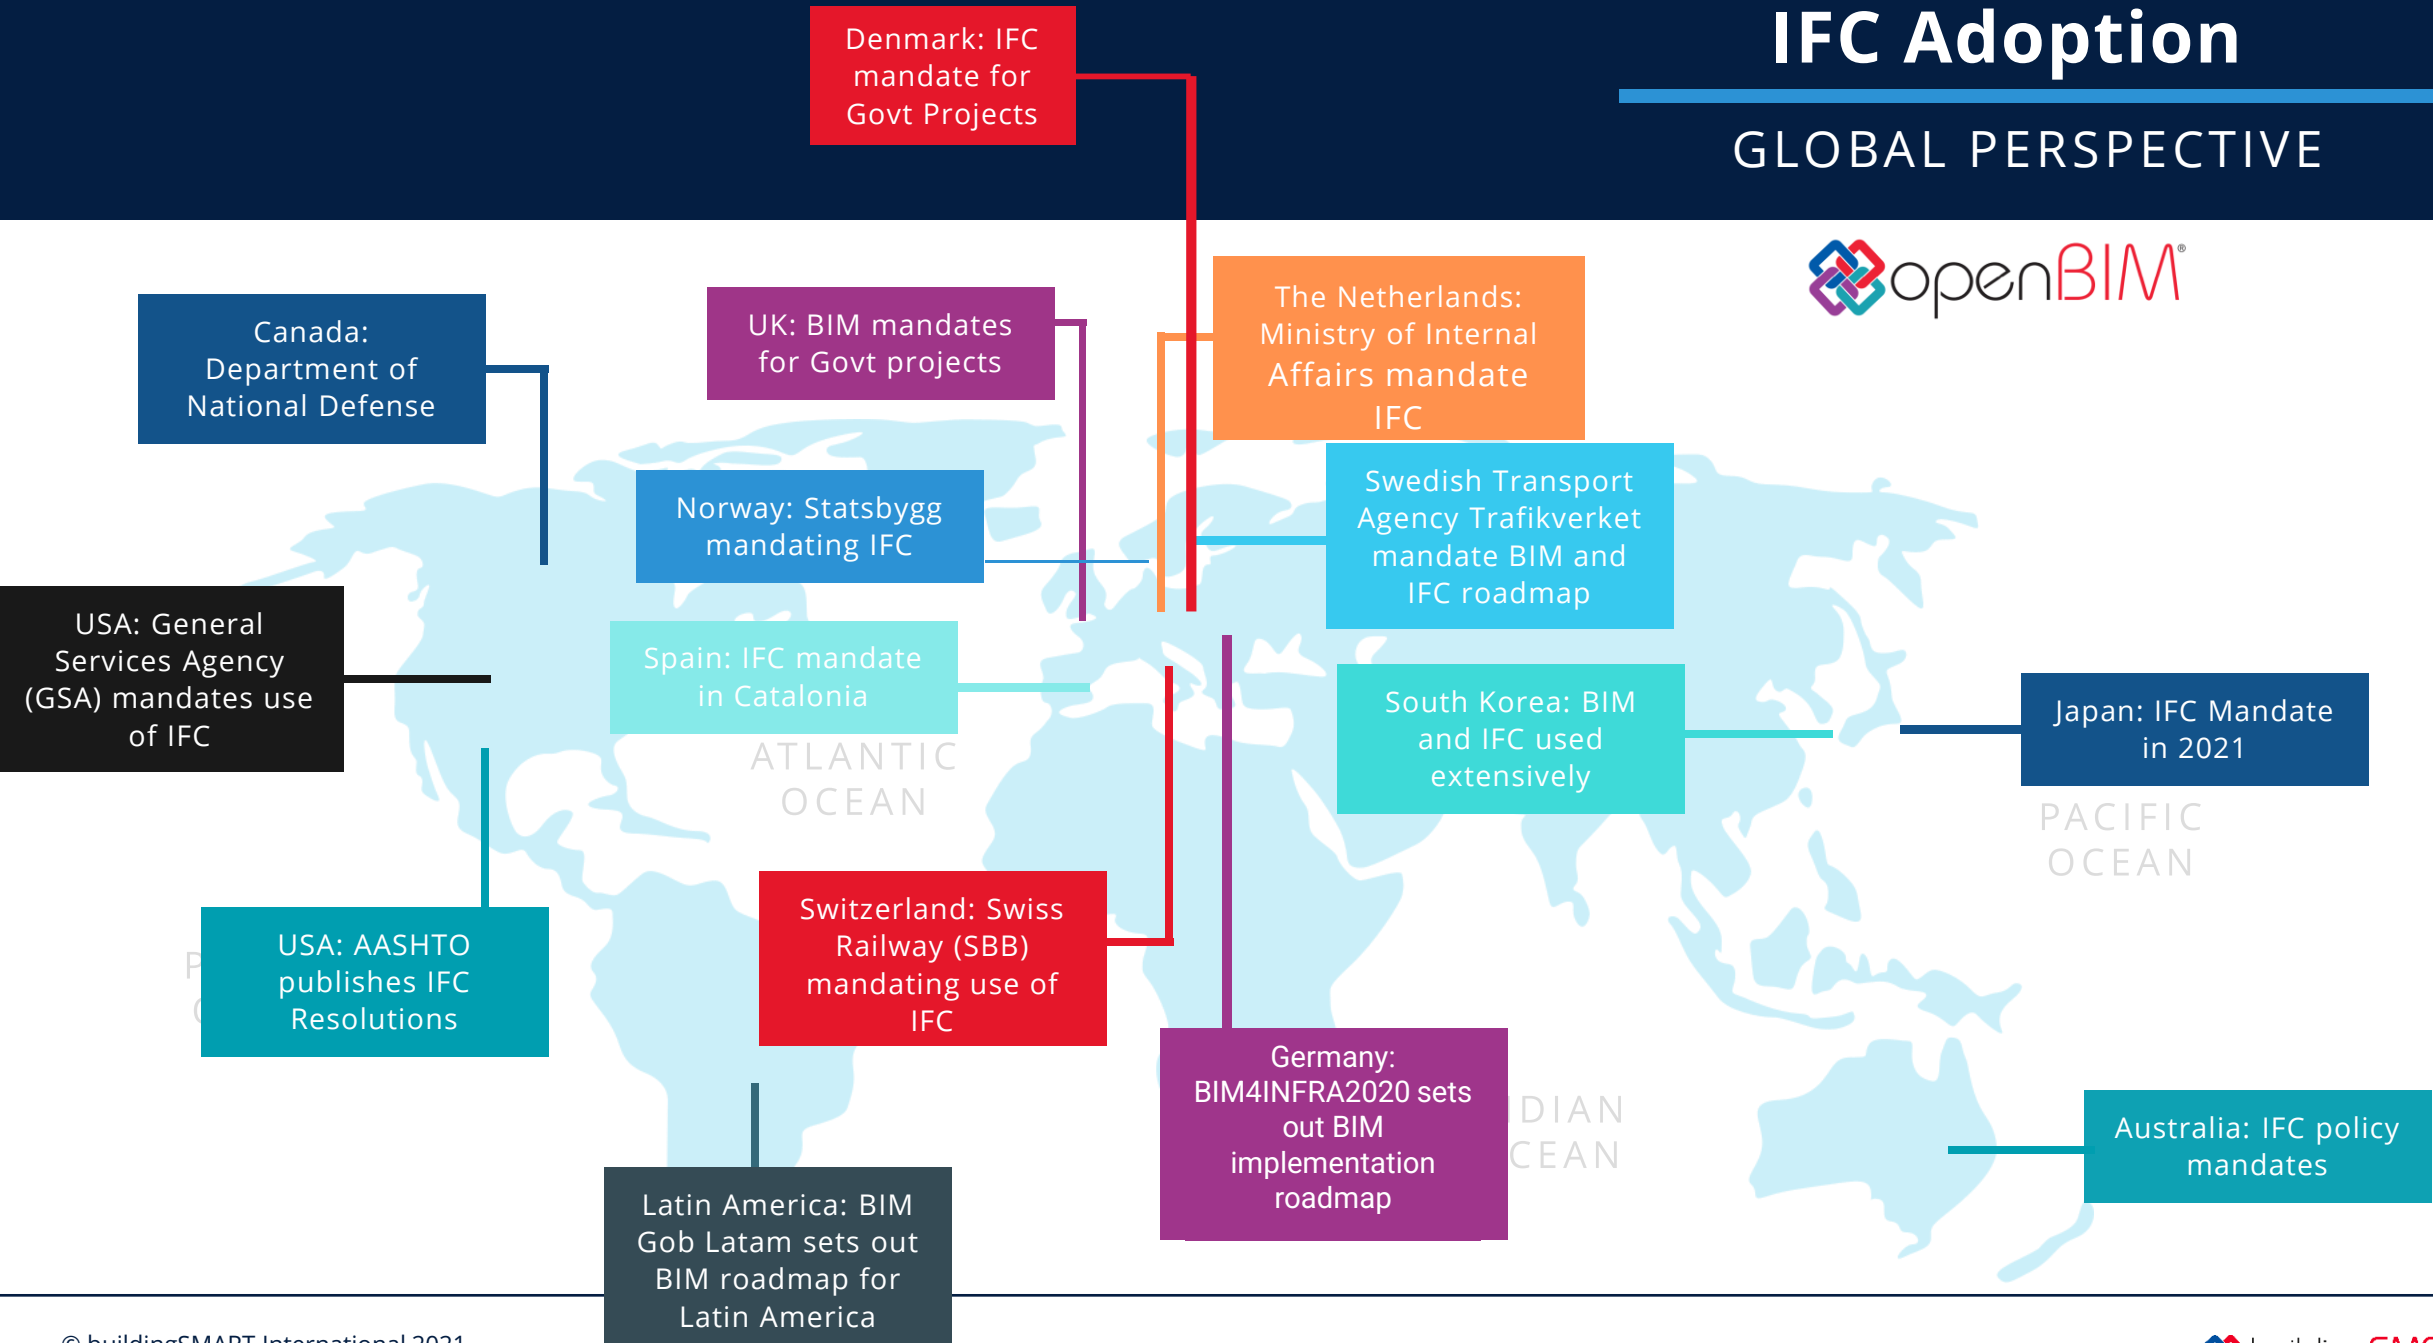 IFC Adoption
GLOBAL PERSPECTIVE
openBIM®
Denmark: IFC
mandate for
Govt Projects
Canada:
Department of
National Defense
UK: BIM mandates
for Govt projects
The Netherlands:
Ministry of Internal
Affairs mandate
IFC
Norway: Statsbygg
mandating IFC
Swedish Transport
Agency Trafikverket
mandate BIM and
IFC roadmap
USA: General
Services Agency
(GSA) mandates use
of IFC
Spain: IFC mandate
in Catalonia
South Korea: BIM
and IFC used
extensively
Japan: IFC Mandate
in 2021
ATLANTIC
OCEAN
PACIFIC
OCEAN
USA: AASHTO
publishes IFC
Resolutions
Switzerland: Swiss
Railway (SBB)
mandating use of
IFC
Germany:
BIM4INFRA2020 sets
out BIM
implementation
roadmap
DIAN
CEAN
Australia: IFC policy
mandates
Latin America: BIM
Gob Latam sets out
BIM roadmap for
Latin America
© buildingSMART International 2021